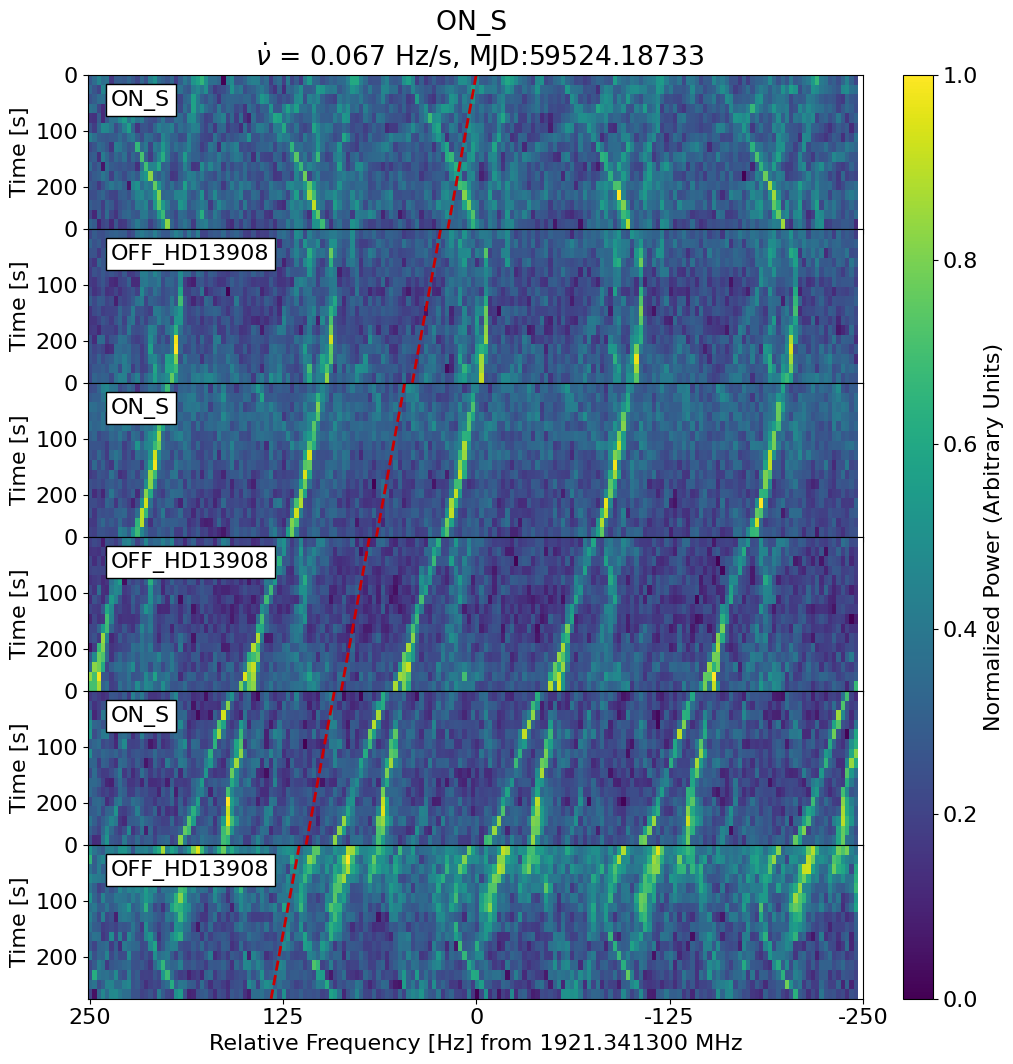 ON_S
ν̇ = 0.067 Hz/s, MJD:59524.18733
0
ON_S
Time [s]
100
200
0
OFF_HD13908
Time [s]
100
200
0
ON_S
Time [s]
100
200
0
OFF_HD13908
Time [s]
100
200
0
ON_S
Time [s]
100
200
0
OFF_HD13908
Time [s]
100
200
250 125 0 -125 -250
Relative Frequency [Hz] from 1921.341300 MHz
1.0
0.8
0.6
0.4
0.2
0.0
Normalized Power (Arbitrary Units)